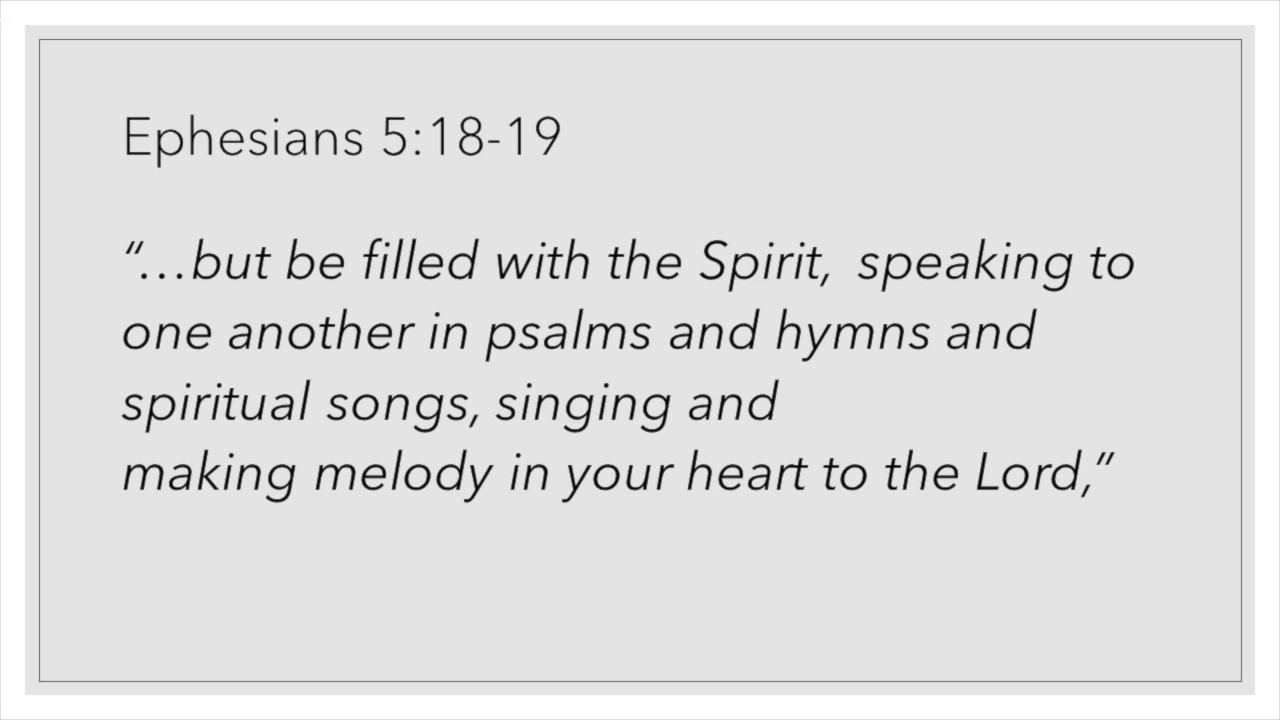 Ephesians 5:18-19
“…but be filled with the Spirit,  speaking to
one another in psalms and hymns and
spiritual songs, singing and
making melody in your heart to the Lord,”